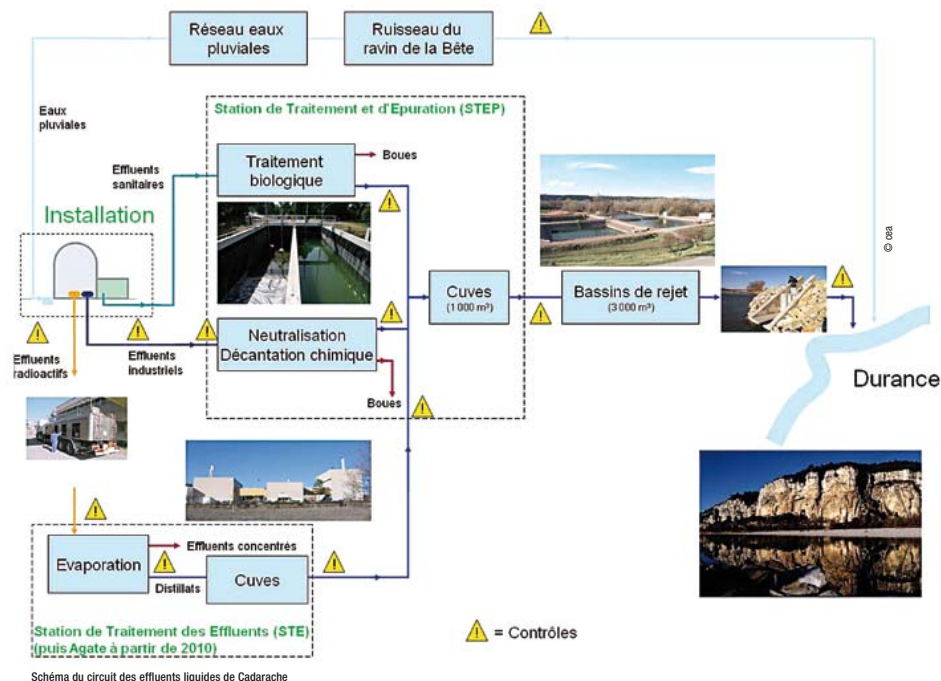 Réseau eaux
pluviales
Ruisseau du
ravin de la Bête
Eaux
pluviales
Station de Traitement et d'Epuration (STEP)
Traitement
biologique
Boues
Effluents
sanitaires
Installation
© cea
Cuves
(1 000 m³)
Bassins de rejet
(3 000 m³)
Neutralisation
Décantation chimique
Effluents
radioactifs
Effluents
industriels
Boues
Durance
Evaporation
Effluents concentrés
Distillats
Cuves
Station de Traitement des Effluents (STE)
(puis Agate à partir de 2010)
= Contrôles
Schéma du circuit des effluents liquides de Cadarache